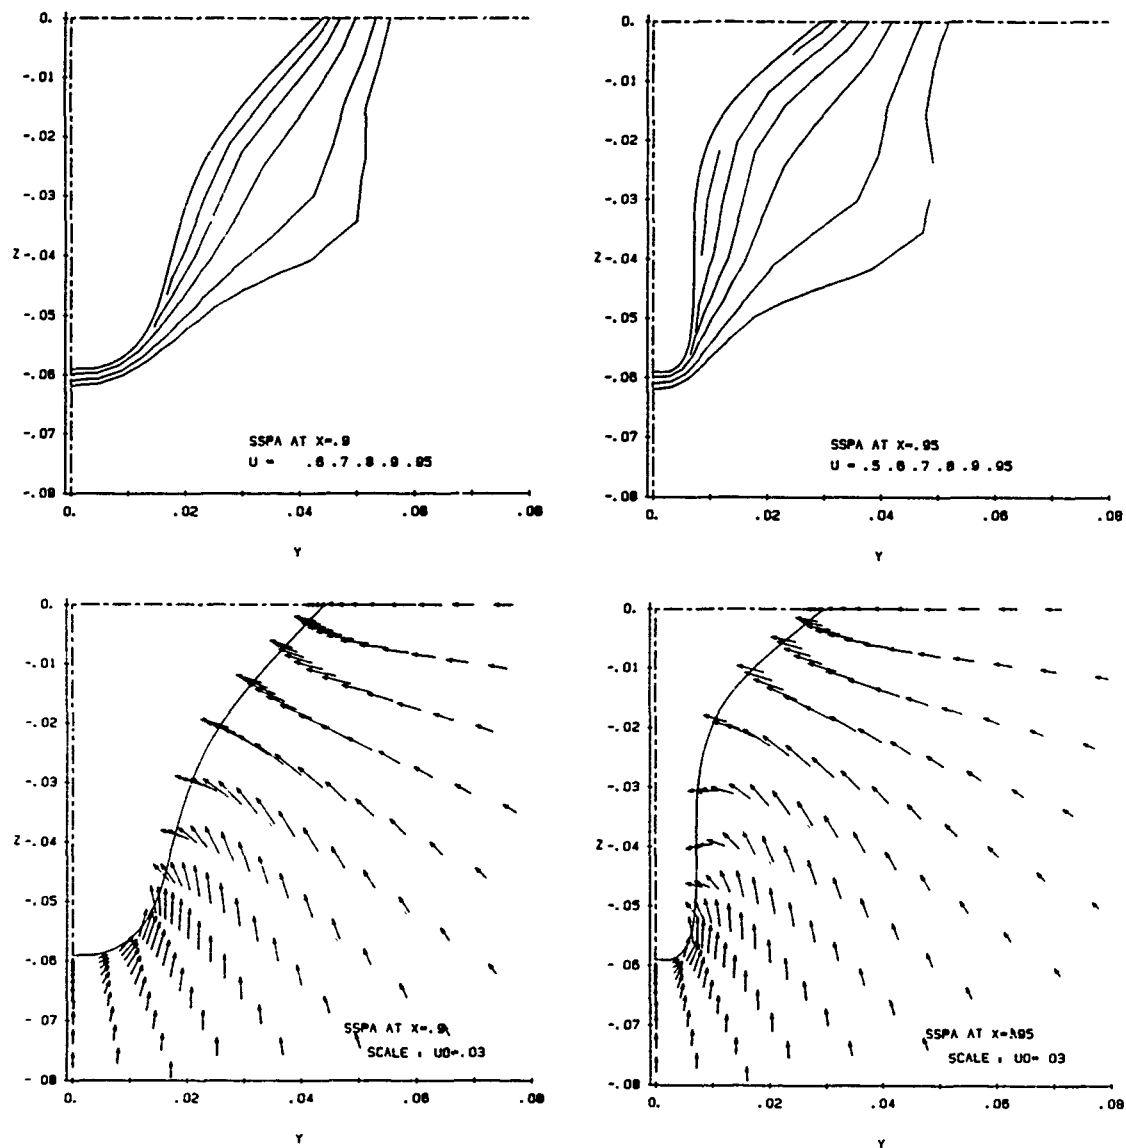 0.
-.01
-.02
-.03
Z -.04
-.05
-.06
-.07
-.08
0. .02 .04 .06 .08
Y
SSPA AT X=.9
U = .6 .7 .8 .9 .95
0.
-.01
-.02
-.03
Z -.04
-.05
-.06
-.07
-.08
0. .02 .04 .06 .08
Y
SSPA AT X=.95
U = .5 .6 .7 .8 .9 .95
0.
-.01
-.02
-.03
Z -.04
-.05
-.06
-.07
-.08
0. .02 .04 .06 .08
Y
SSPA AT X=.9
SCALE : U0=.03
0.
-.01
-.02
-.03
Z -.04
-.05
-.06
-.07
-.08
0. .02 .04 .06 .08
Y
SSPA AT X=.95
SCALE : U0= 03